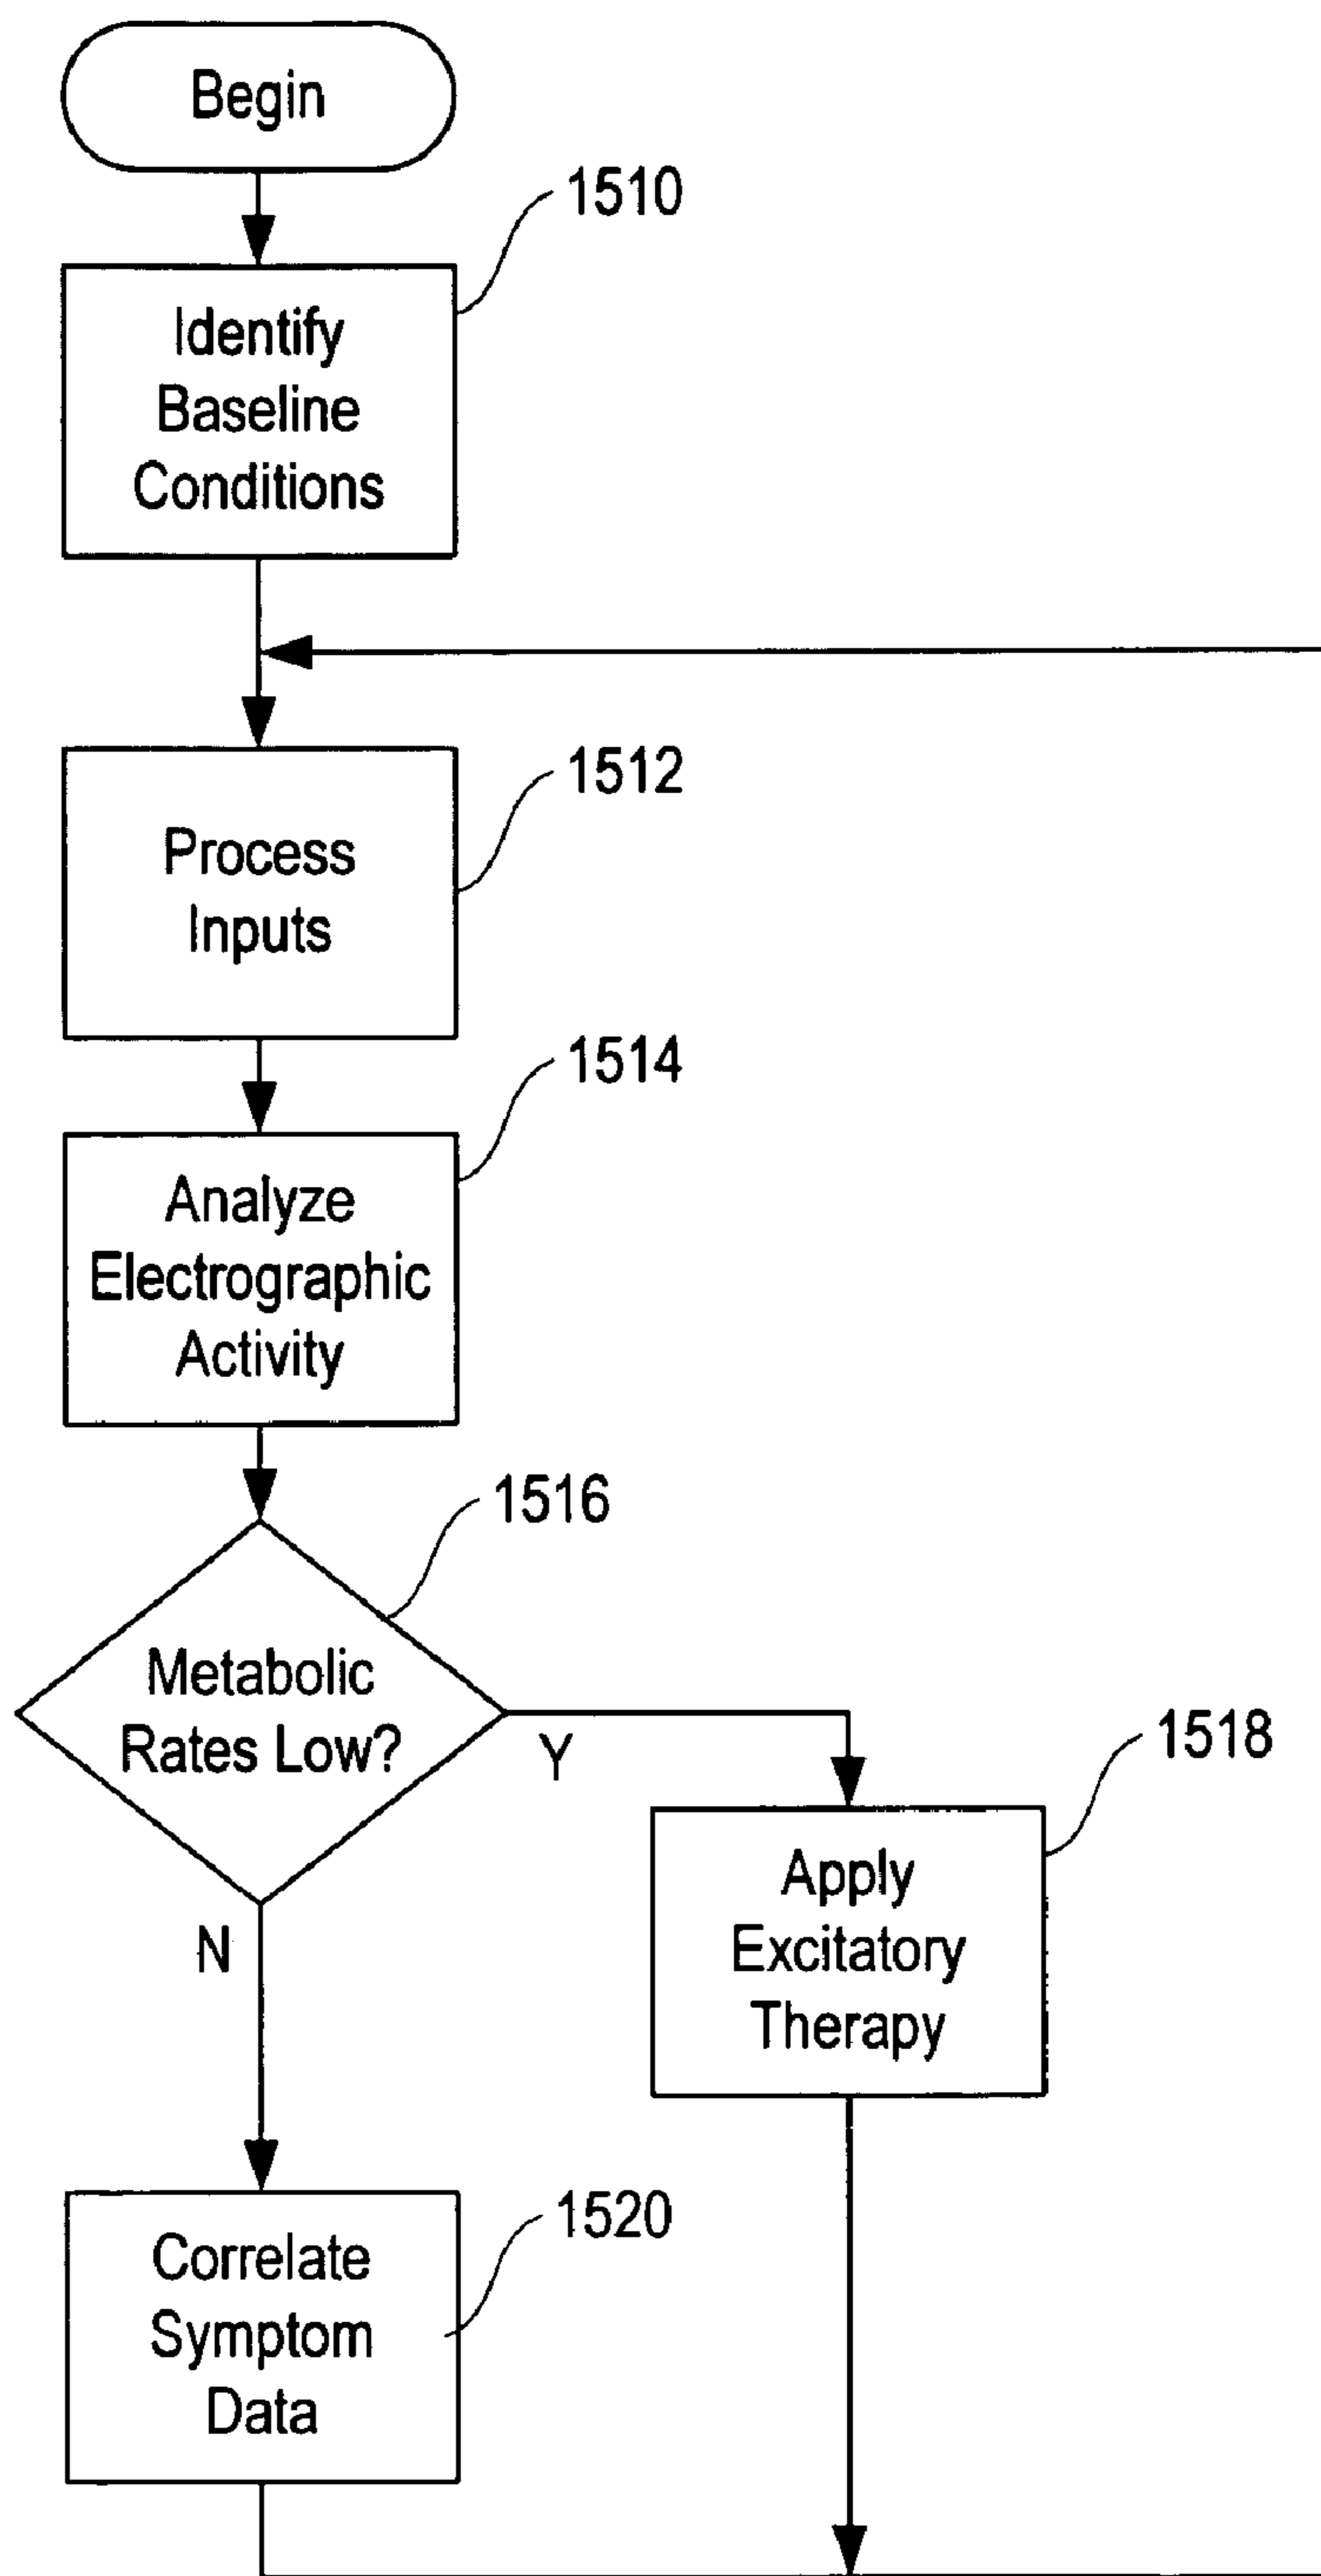 Begin
1510
Identify
Baseline
Conditions
1512
Process
Inputs
1514
Analyze
Electrographic
Activity
1516
Metabolic
Rates Low?
Y
N
1518
Apply
Excitatory
Therapy
1520
Correlate
Symptom
Data